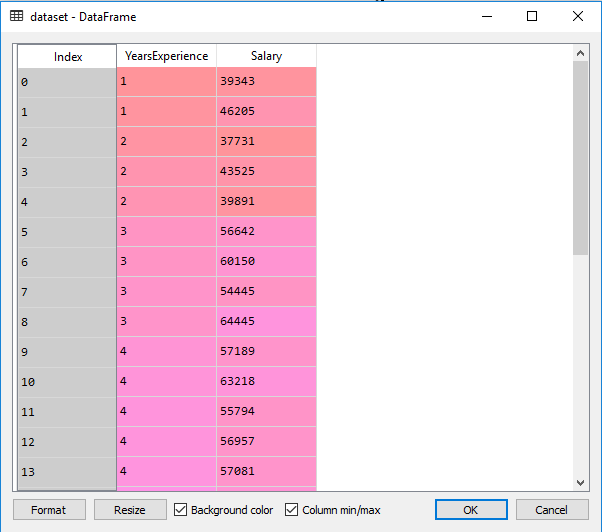 dataset - DataFrame
Index YearsExperience Salary
0 1 39343
1 1 46205
2 2 37731
3 2 43525
4 2 39891
5 3 56642
6 3 60150
7 3 54445
8 3 64445
9 4 57189
10 4 63218
11 4 55794
12 4 56957
13 4 57081
Format Resize Background color Column min/max OK Cancel